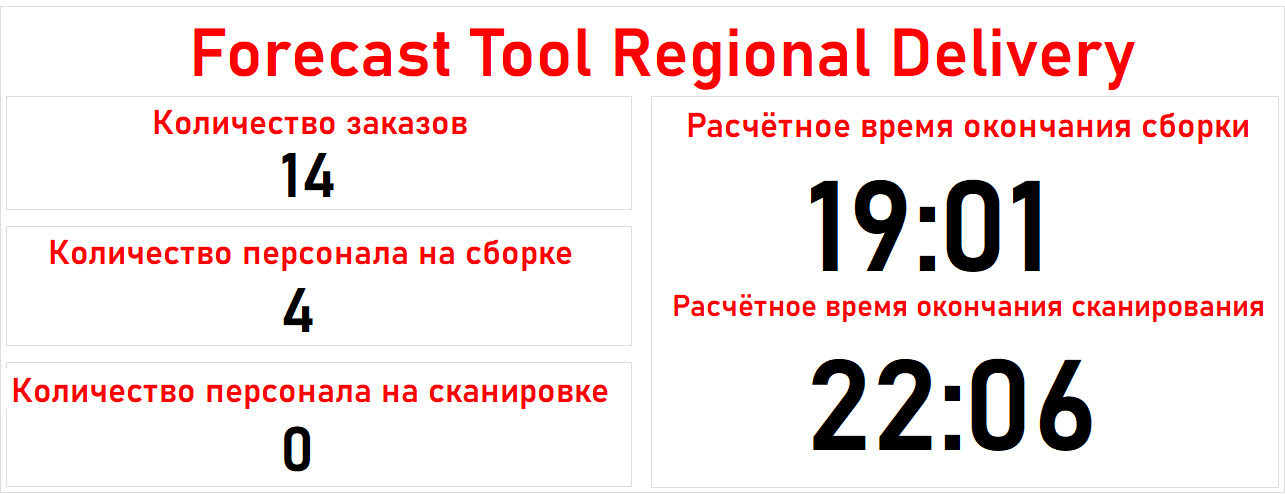 Forecast Tool Regional Delivery
Количество заказов
14
Количество персонала на сборке
4
Количество персонала на сканировке
0
Расчётное время окончания сборки
19:01
Расчётное время окончания сканирования
22:06